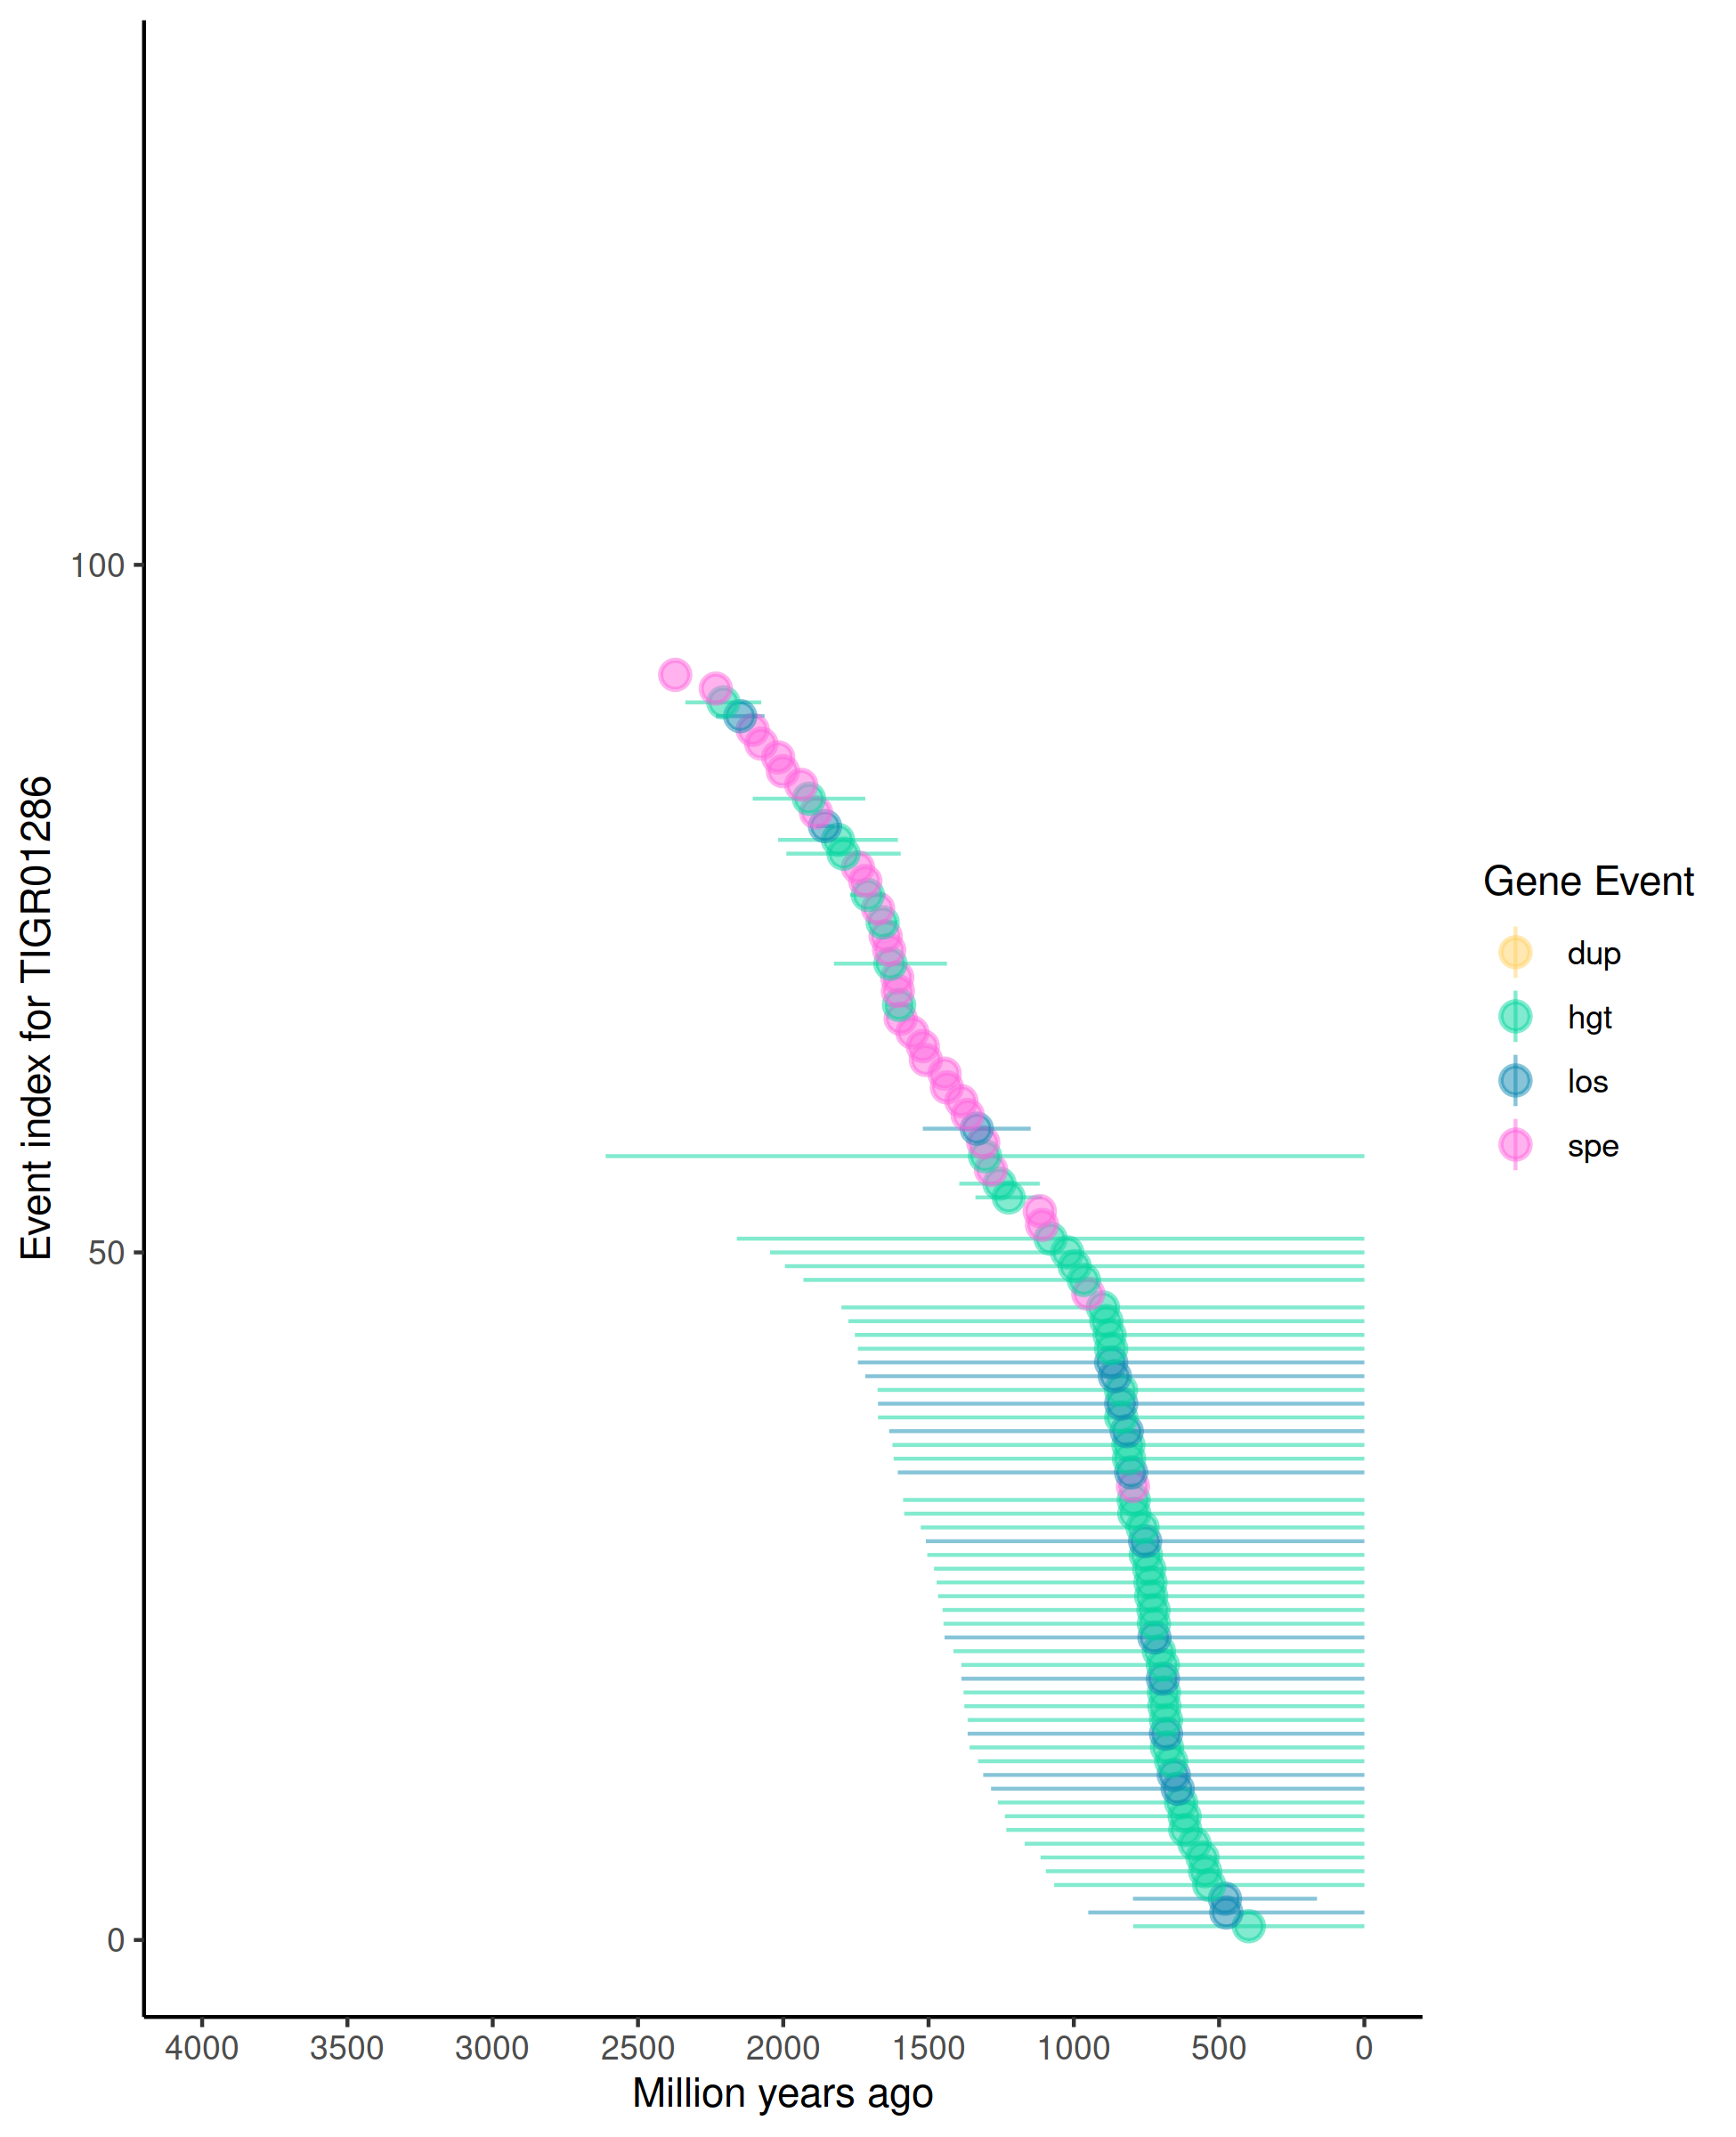 Event index for TIGR01286
100
50
0
4000 3500 3000 2500 2000 1500 1000 500 0
Million years ago
Gene Event
dup
hgt
los
spe